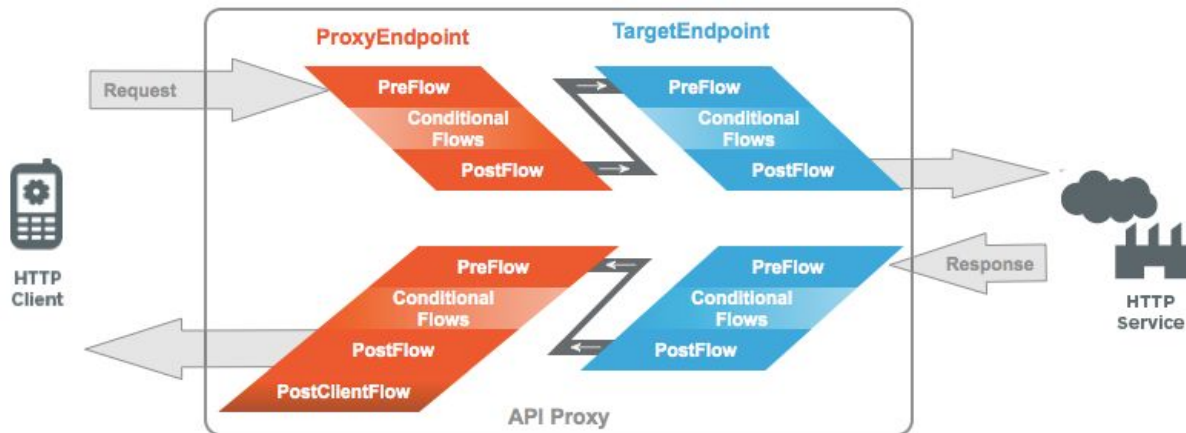 ProxyEndpoint
TargetEndpoint
Request
PreFlow
Conditional
Flows
PostFlow
PreFlow
Conditional
Flows
PostFlow
HTTP
Client
PreFlow
Conditional
Flows
PostFlow
PostClientFlow
PreFlow
Conditional
Flows
PostFlow
Response
HTTP
Service
API Proxy